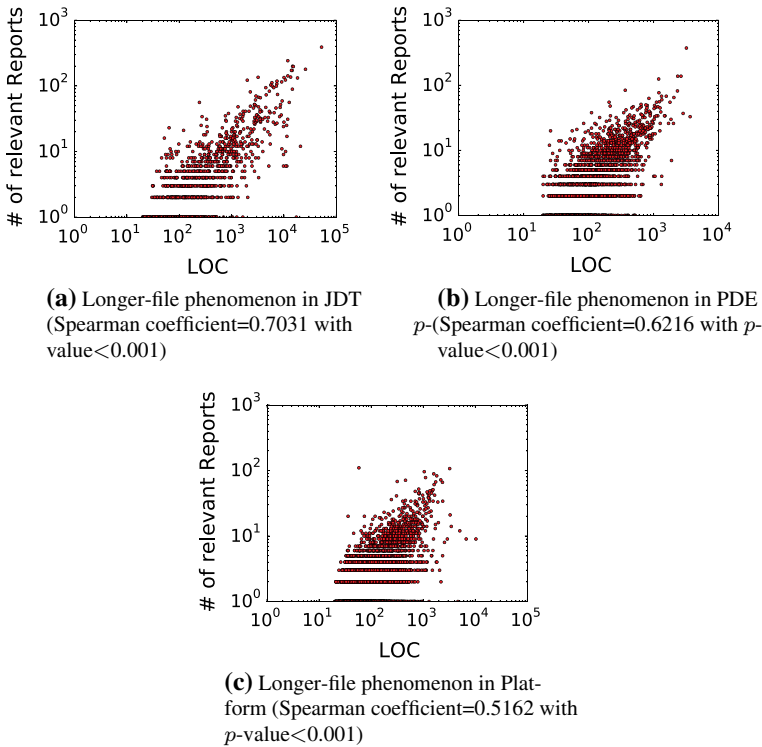 # of relevant Reports
10^3
10^2
10^1
10^0
10^0 10^1 10^2 10^3 10^4 10^5
LOC
(a) Longer-file phenomenon in JDT
(Spearman coefficient=0.7031 with p-
value<0.001)
# of relevant Reports
10^3
10^2
10^1
10^0
10^0 10^1 10^2 10^3 10^4
LOC
(b) Longer-file phenomenon in PDE
(Spearman coefficient=0.6216 with p-
value<0.001)
# of relevant Reports
10^3
10^2
10^1
10^0
10^0 10^1 10^2 10^3 10^4 10^5
LOC
(c) Longer-file phenomenon in Plat-
form (Spearman coefficient=0.5162 with
p-value<0.001)